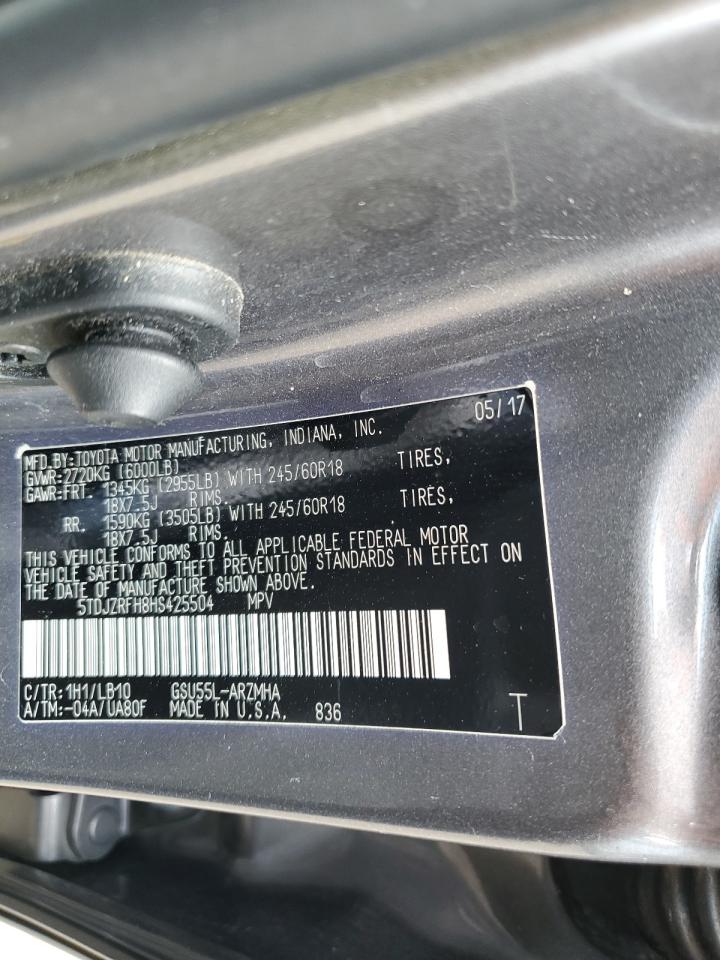 05/17
MFD.BY:TOYOTA MOTOR MANUFACTURING, INDIANA, INC.
GVWR:2720KG (6000LB)
GAWR:FRT. 1345KG (2955LB) WITH 245/60R18 TIRES,
18X7.5J RIMS.
RR. 1590KG (3505LB) WITH 245/60R18 TIRES,
18X7.5J RIMS.
THIS VEHICLE CONFORMS TO ALL APPLICABLE FEDERAL MOTOR
VEHICLE SAFETY AND THEFT PREVENTION STANDARDS IN EFFECT ON
THE DATE OF MANUFACTURE SHOWN ABOVE.
5TDJZRFH8HS425504 MPV
C/TR:1H1/LB10 GSU55L-ARZMHA
A/TM:-04A/UA80F MADE IN U.S.A. 836 T